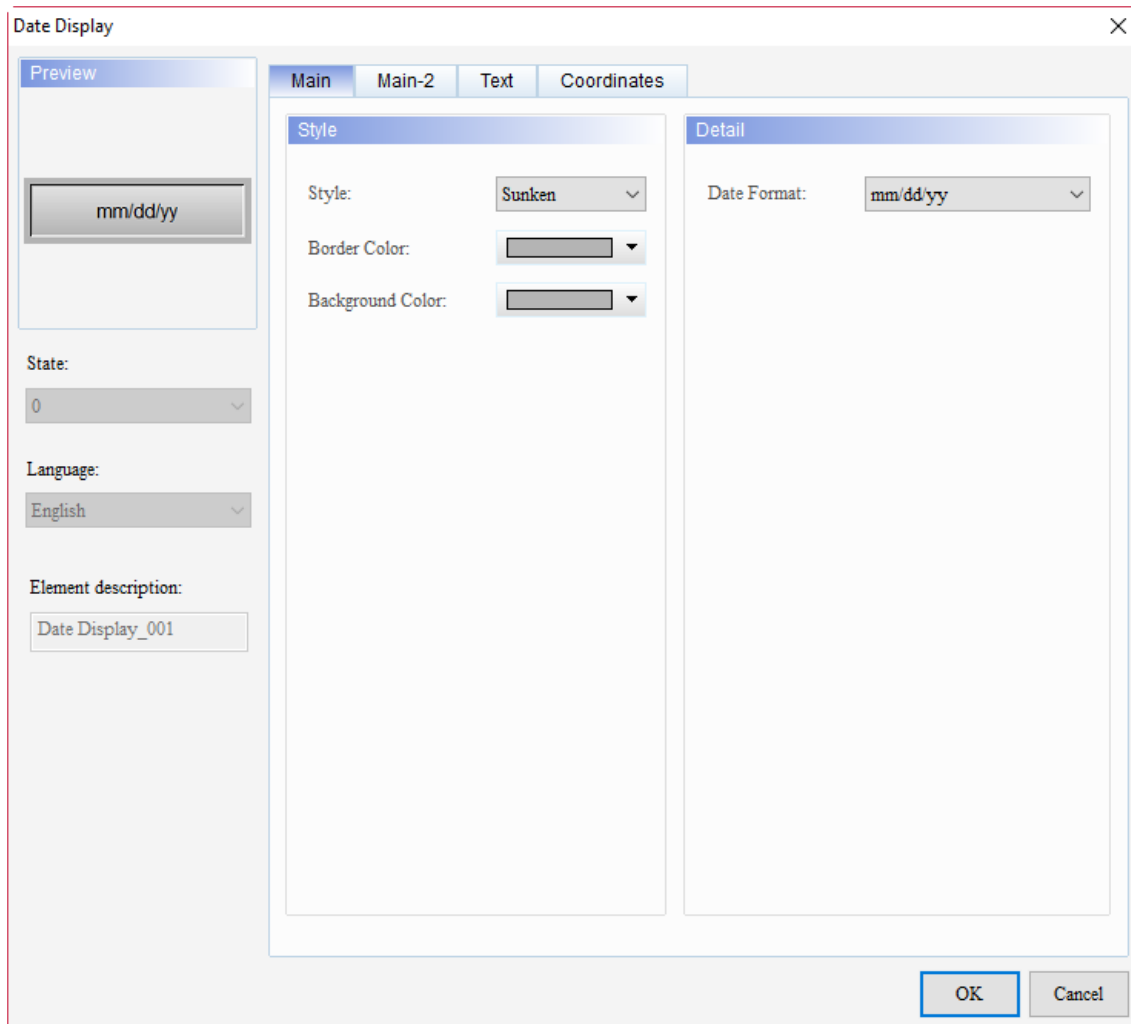 Date Display
Preview
mm/dd/yy
State:
0
Language:
English
Element description:
Date Display_001
Main Main-2 Text Coordinates
Style
Style: Sunken
Border Color:
Background Color:
Detail
Date Format: mm/dd/yy
OK Cancel